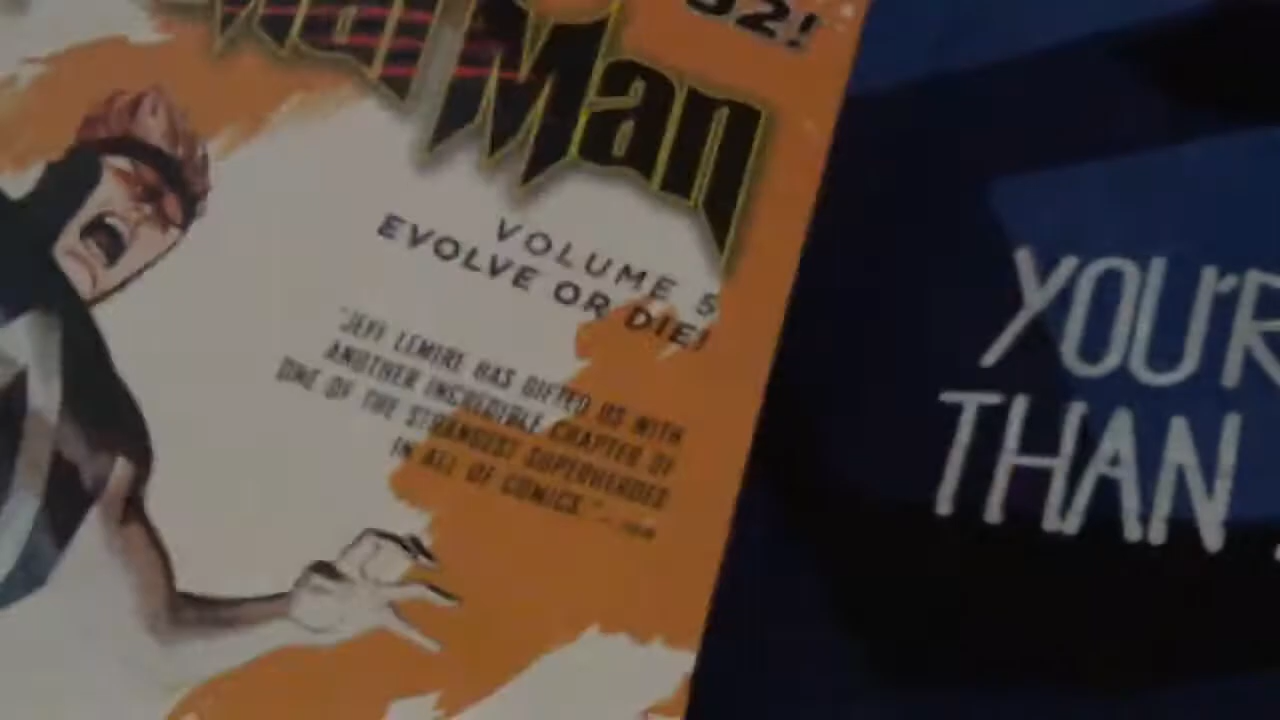 52!
Man
VOLUME 5
EVOLVE OR DIE!
"JEFF LEMIRE HAS GIFTED US WITH
ANOTHER INCREDIBLE CHAPTER OF
ONE OF THE STRANGEST SUPERHEROES
IN ALL OF COMICS." —
YOU'R
THAN